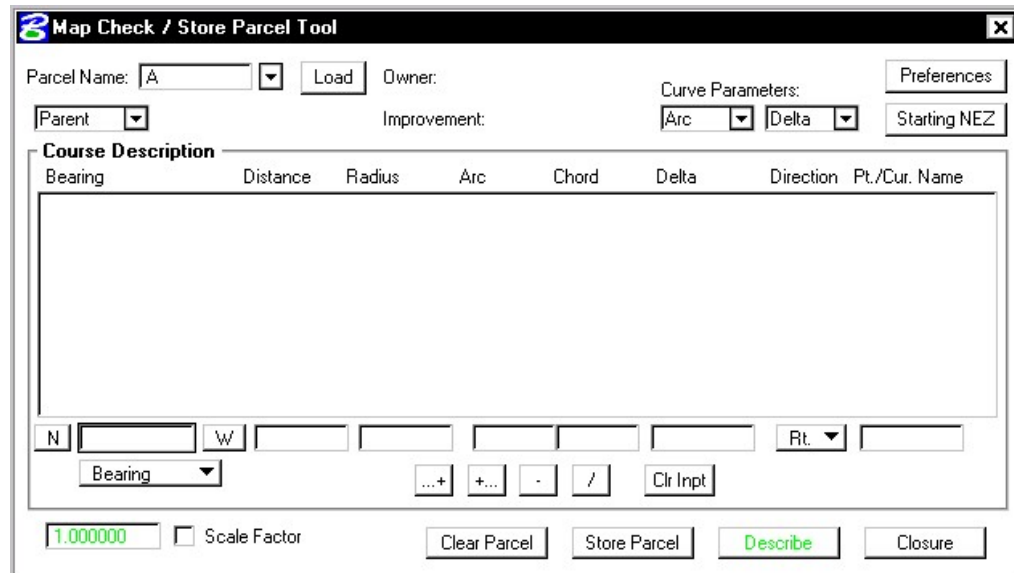 Map Check / Store Parcel Tool
Parcel Name: A Load Owner: Preferences
Curve Parameters:
Parent Improvement: Arc Delta Starting NEZ
Course Description
Bearing Distance Radius Arc Chord Delta Direction Pt./Cur. Name
N W Rt.
Bearing ...+ +... - / Clr Inpt
1.000000 Scale Factor Clear Parcel Store Parcel Describe Closure